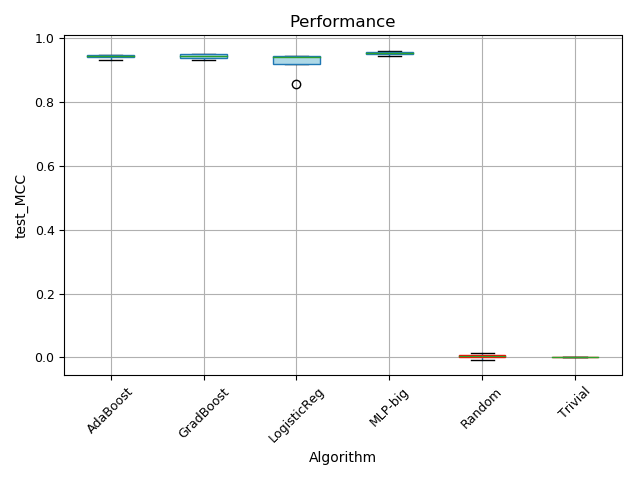 Performance
1.0
0.8
0.6
0.4
0.2
0.0
test_MCC
AdaBoost
GradBoost
LogisticReg
MLP-big
Random
Trivial
Algorithm